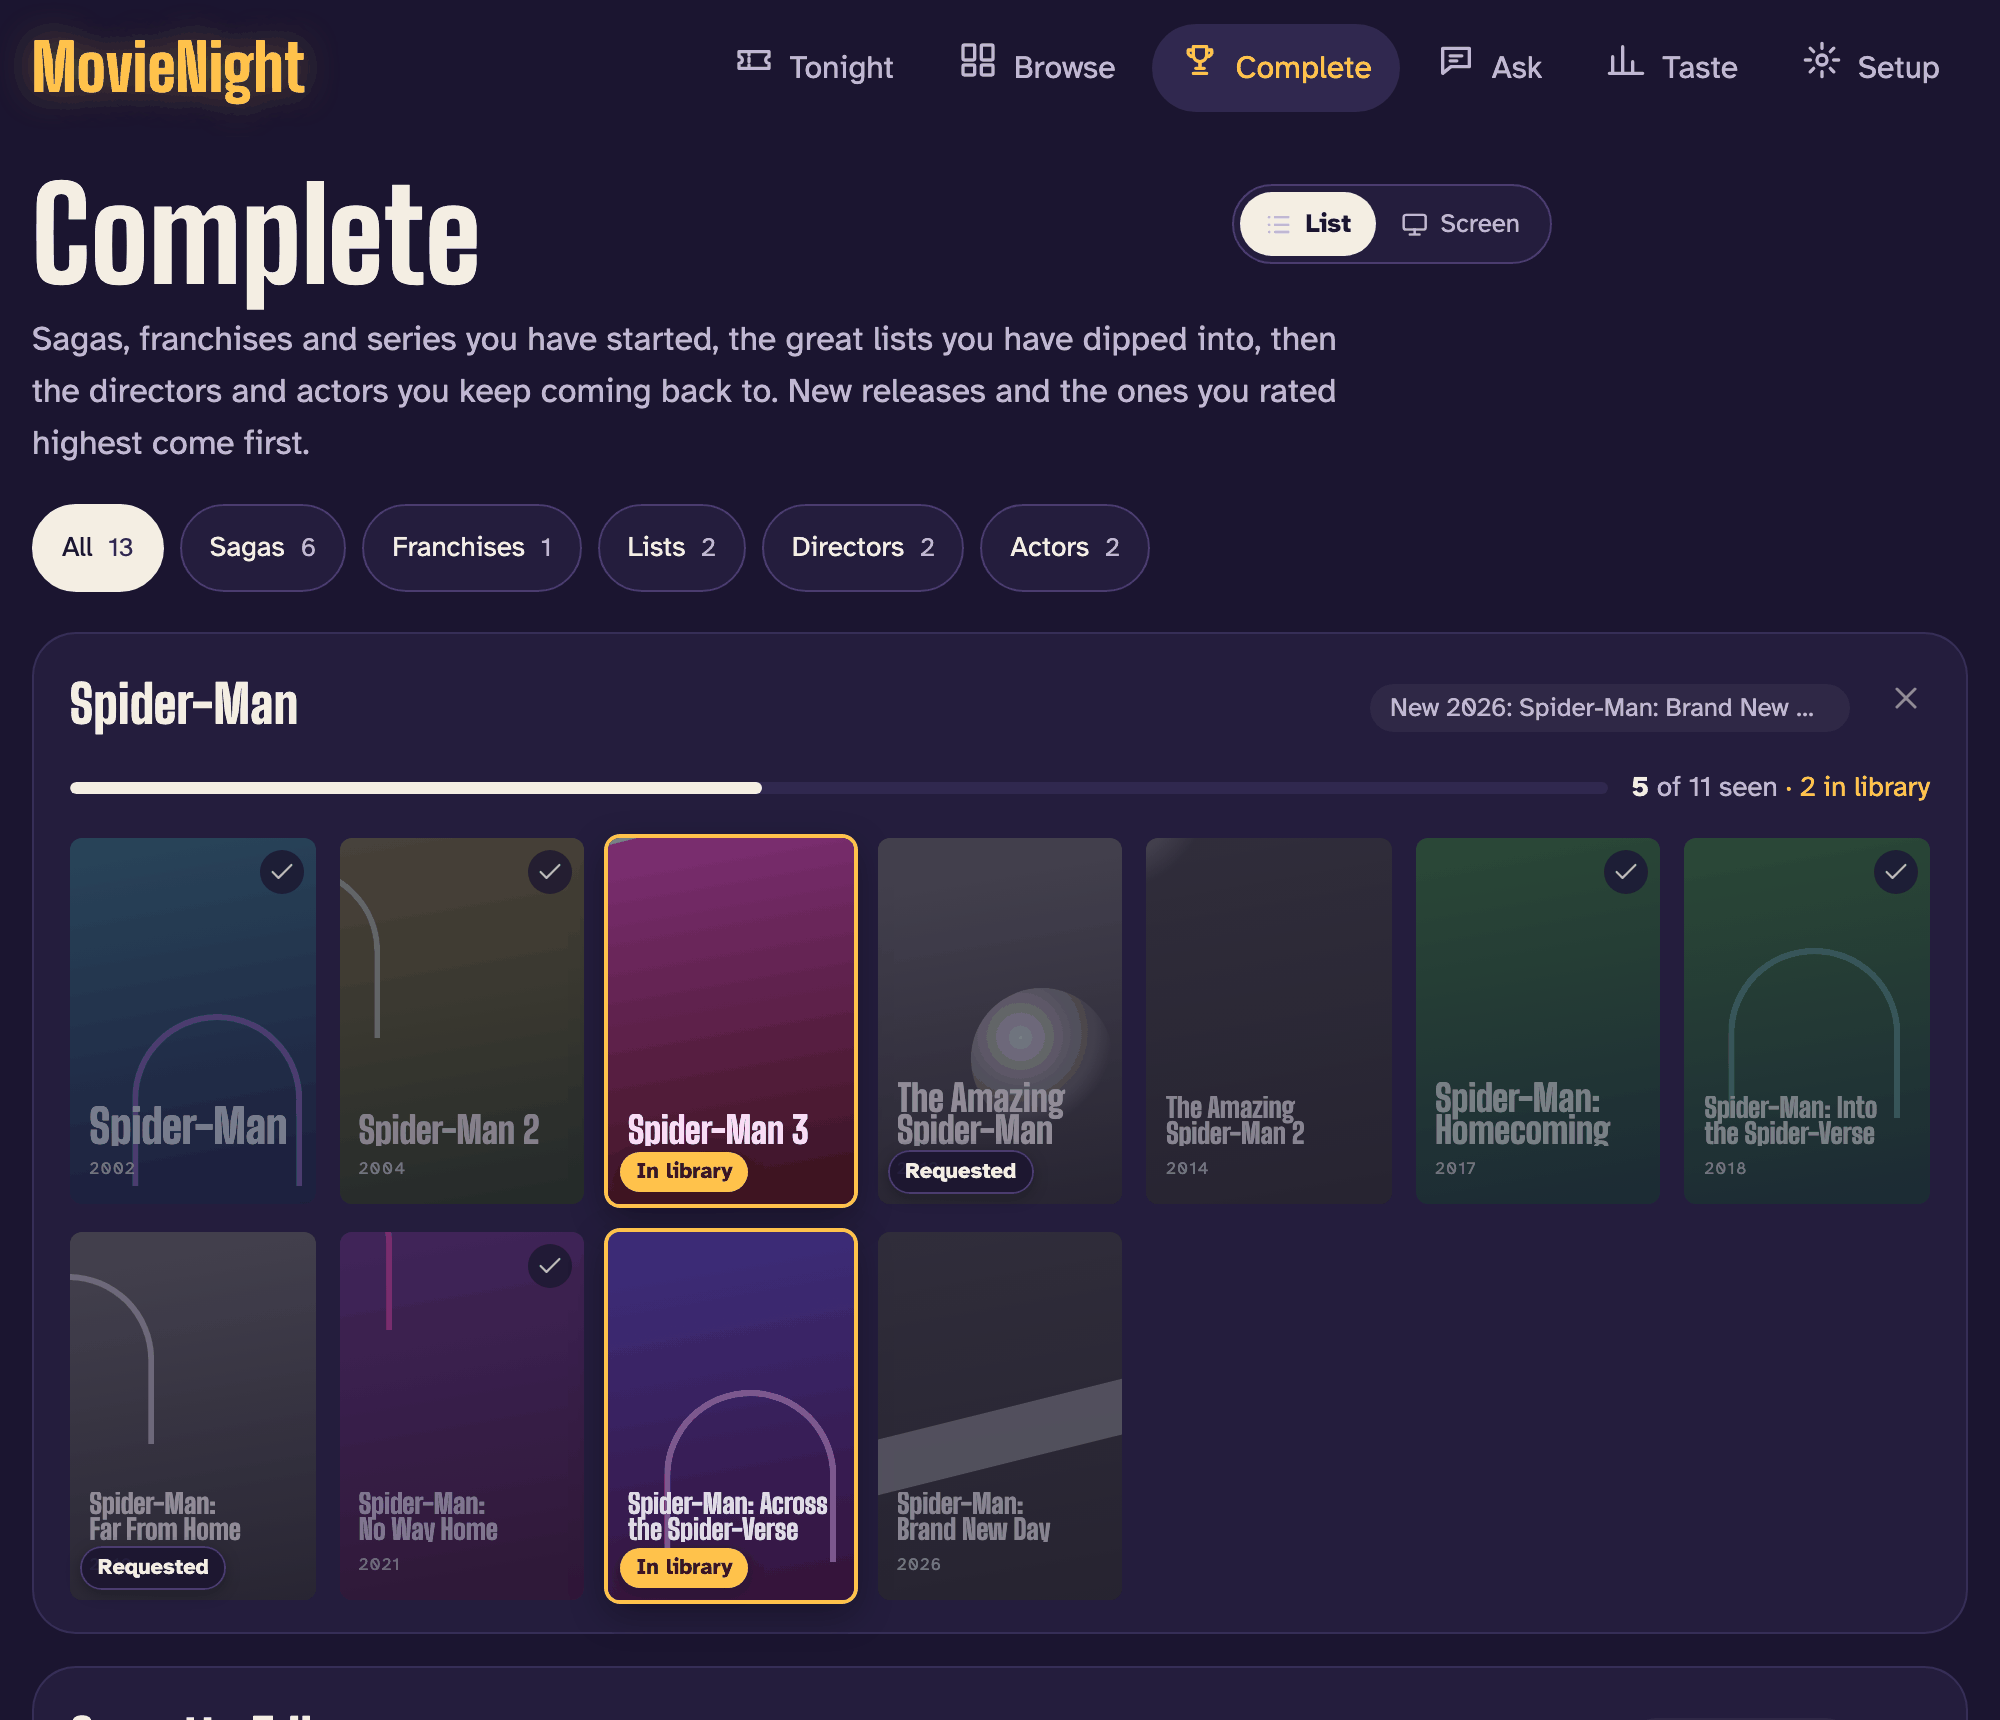 MovieNight
Tonight
Browse
Complete
Ask
Taste
Setup
Complete
List
Screen
Sagas, franchises and series you have started, the great lists you have dipped into, then
the directors and actors you keep coming back to. New releases and the ones you rated
highest come first.
All 13
Sagas 6
Franchises 1
Lists 2
Directors 2
Actors 2
Spider-Man
New 2026: Spider-Man: Brand New ...
5 of 11 seen · 2 in library
Spider-Man
2002
Spider-Man 2
2004
Spider-Man 3
In library
The Amazing
Spider-Man
Requested
The Amazing
Spider-Man 2
2014
Spider-Man:
Homecoming
2017
Spider-Man: Into
the Spider-Verse
2018
Spider-Man:
Far From Home
Requested
Spider-Man:
No Way Home
2021
Spider-Man: Across
the Spider-Verse
In library
Spider-Man:
Brand New Day
2026